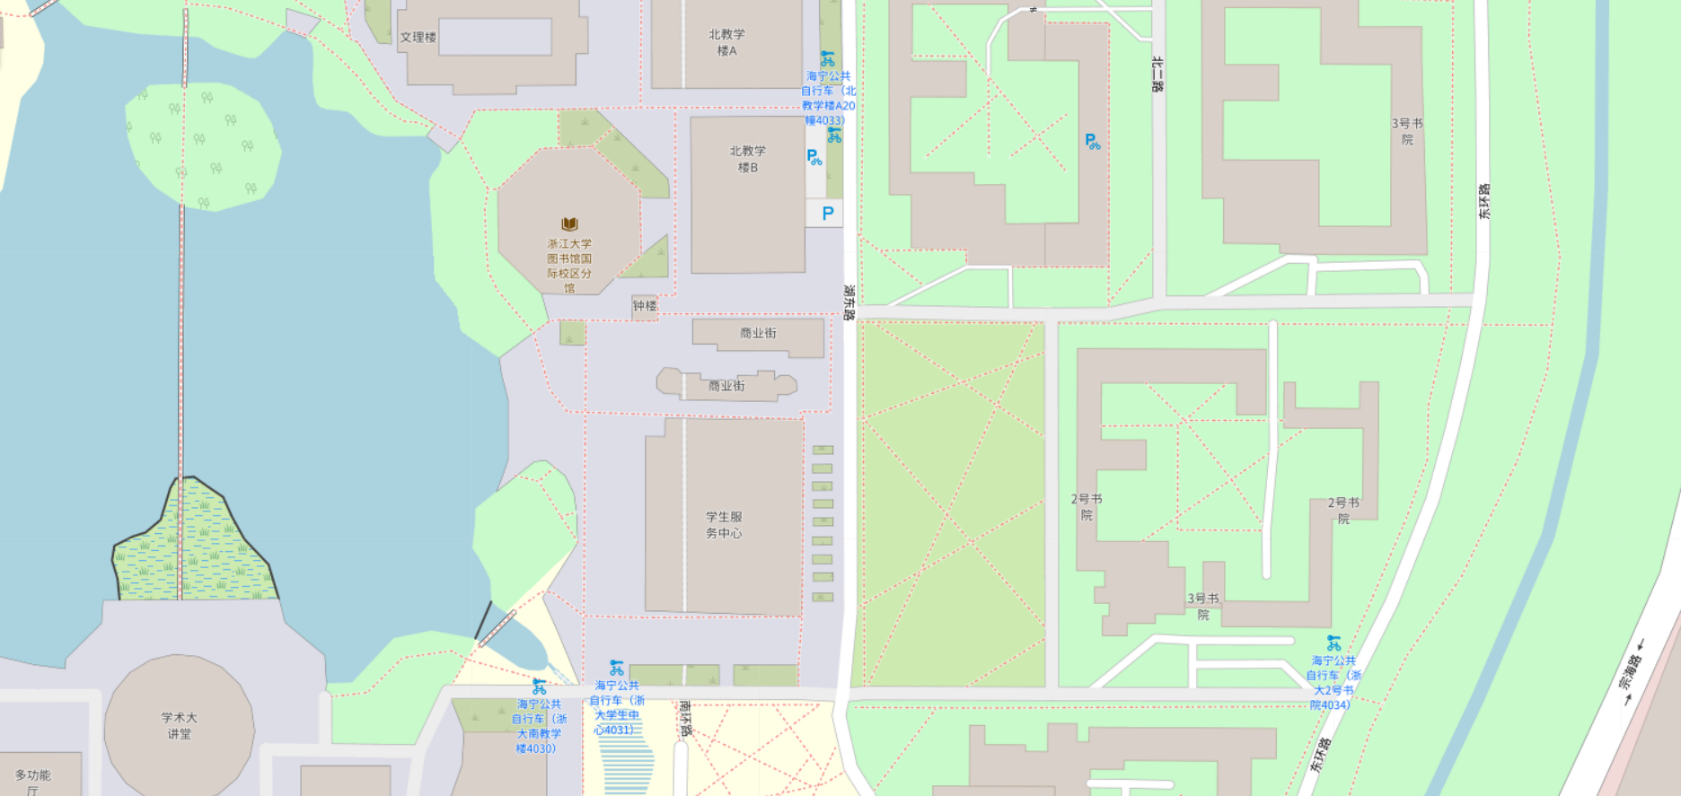 文理楼
北教学
楼A
海宁公共
自行车（北
教学楼A20
幢4033）
北二路
3号书
院
北教学
楼B
P
P
P
东环路
浙江大学
图书馆国
际校区分
馆
钟楼
湖东路
商业街
商业街
学生服
务中心
2号书
院
2号书
院
3号书
院
海宁公共
自行车（浙
大2号书
院4034）
宗海路
学术大
讲堂
海宁公共
自行车（浙
大南教学
楼4030）
海宁公共
自行车（浙
大学生中
心4031）
南环路
东环路
多功能
厅